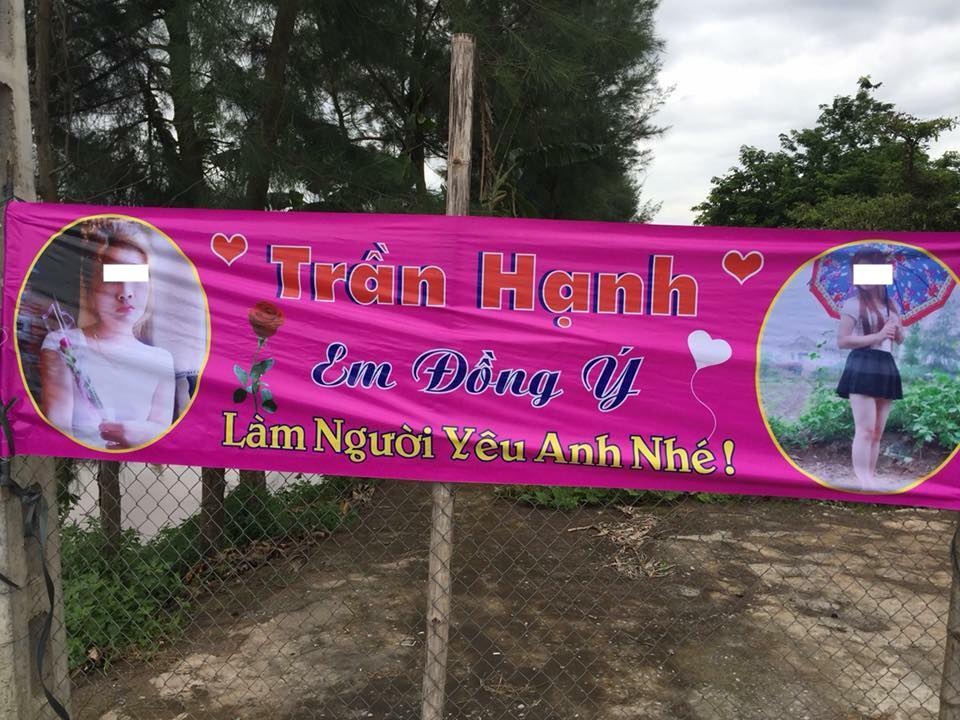 Trần Hạnh
Em Đồng Ý
Làm Người Yêu Anh Nhé!